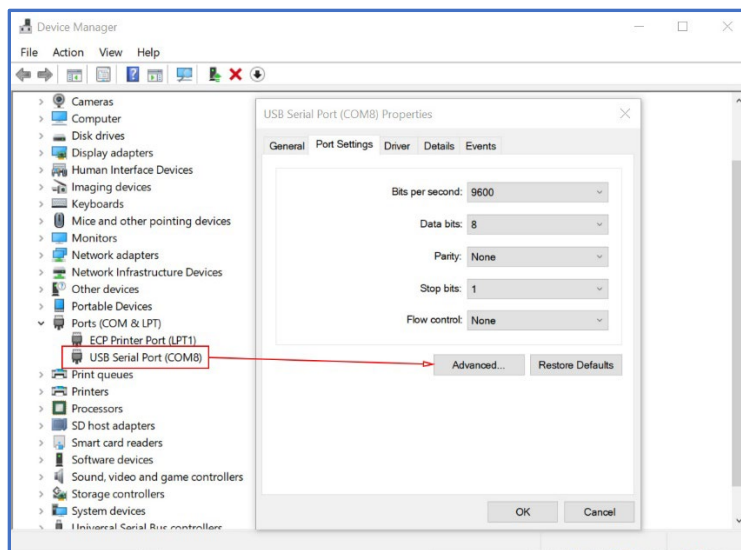 Device Manager
File Action View Help
Cameras
Computer
Disk drives
Display adapters
Human Interface Devices
Imaging devices
Keyboards
Mice and other pointing devices
Monitors
Network adapters
Network Infrastructure Devices
Other devices
Portable Devices
Ports (COM & LPT)
ECP Printer Port (LPT1)
USB Serial Port (COM8)
Print queues
Printers
Processors
SD host adapters
Smart card readers
Software devices
Sound, video and game controllers
Storage controllers
System devices
Universal Serial Bus controllers
USB Serial Port (COM8) Properties
General Port Settings Driver Details Events
Bits per second: 9600
Data bits: 8
Parity: None
Stop bits: 1
Flow control: None
Advanced... Restore Defaults
OK Cancel